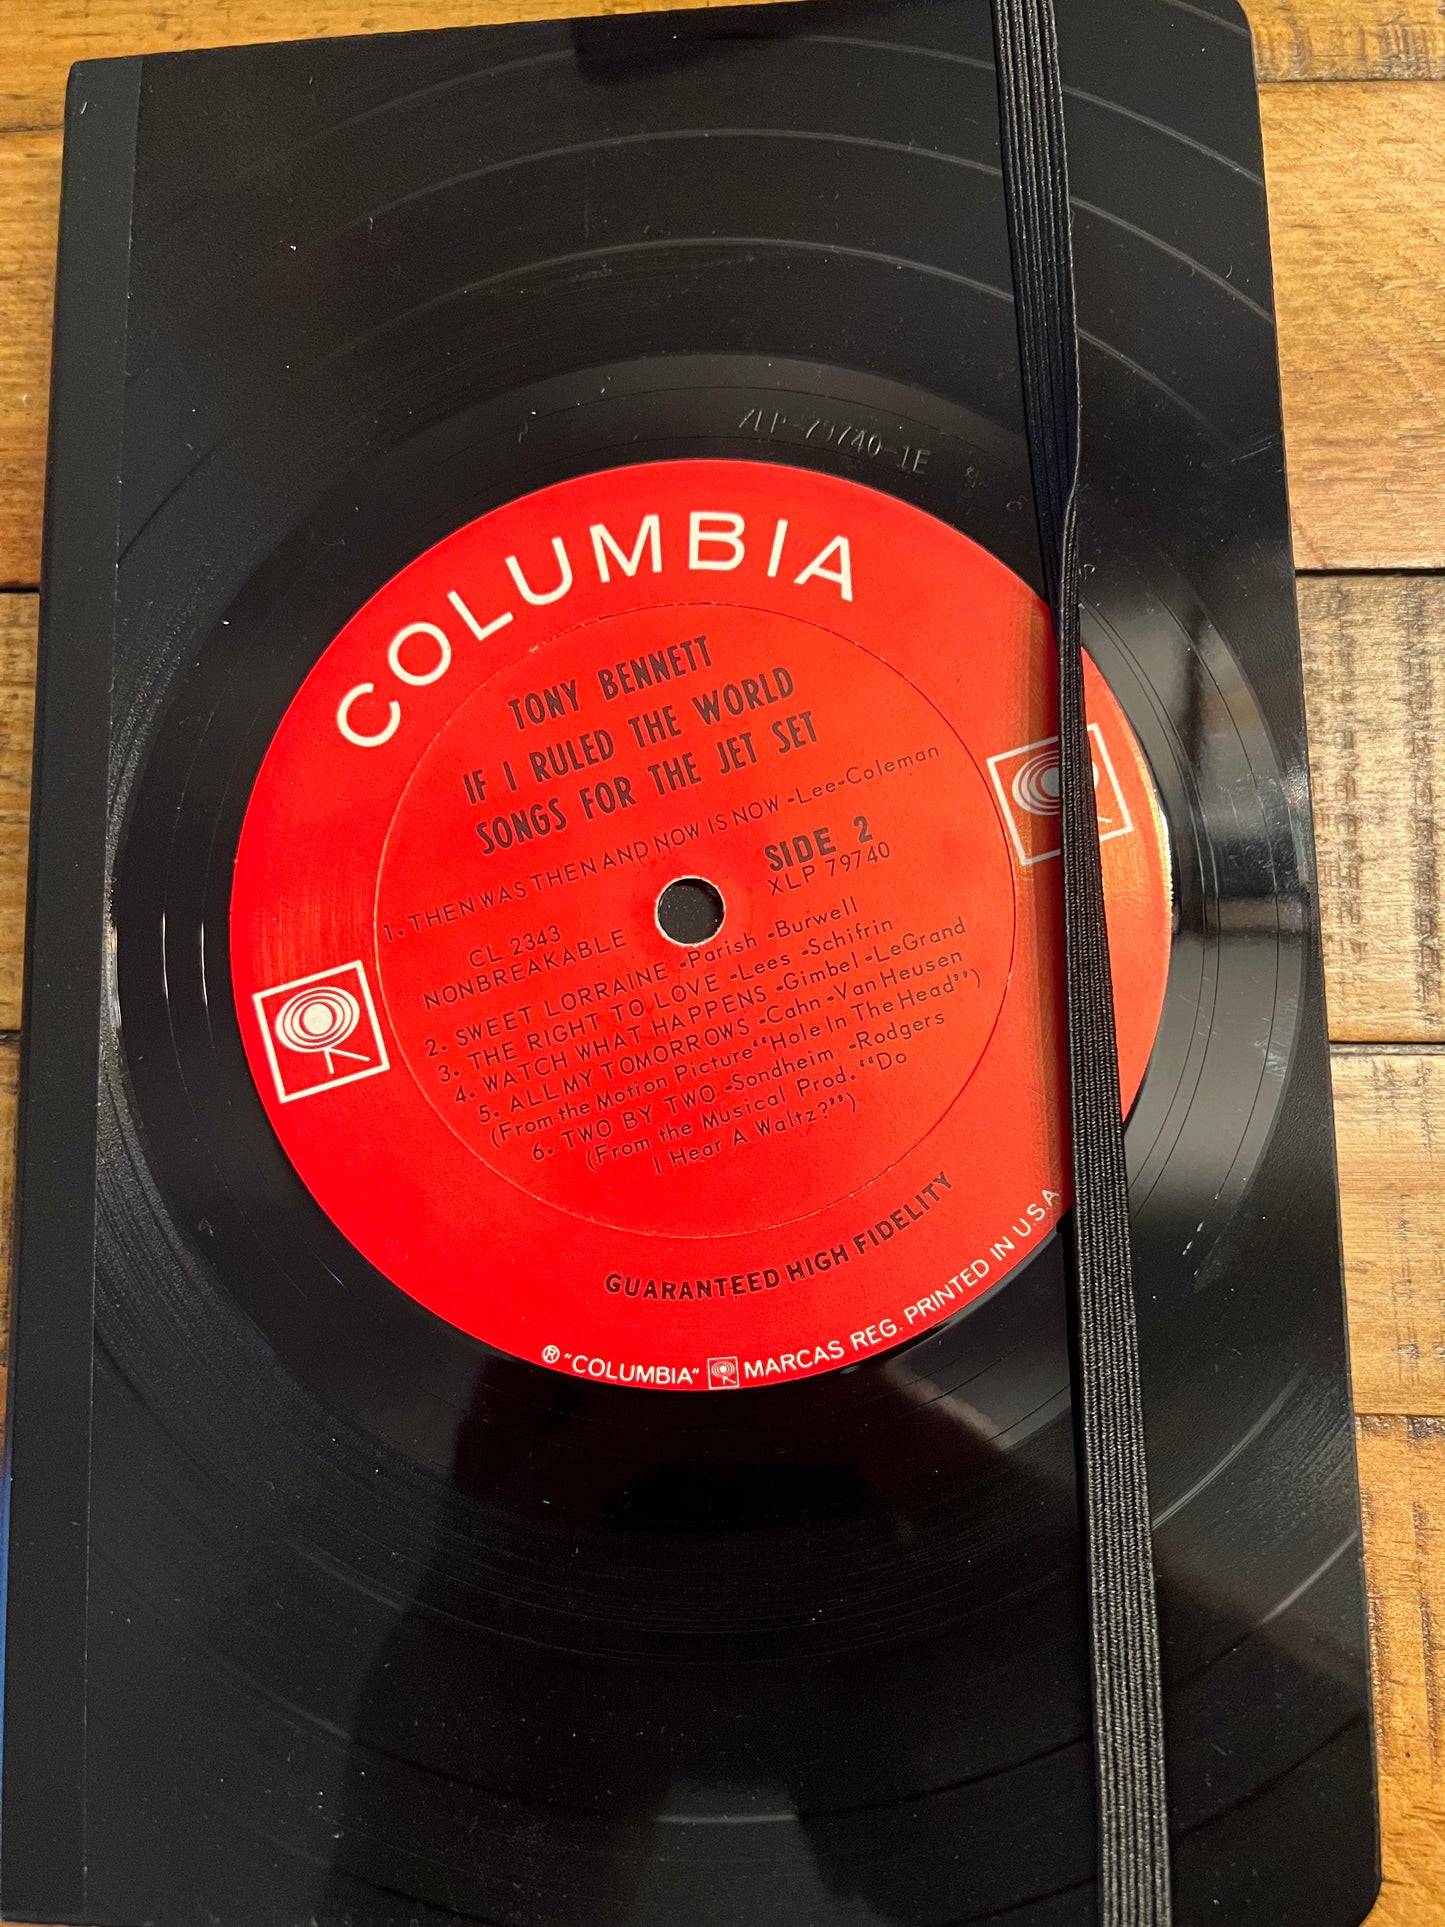 XLP-79740-1E
COLUMBIA
TONY BENNETT
IF I RULED THE WORLD
SONGS FOR THE JET SET
1. THEN WAS THEN AND NOW IS NOW -Lee-Coleman
SIDE 2
XLP 79740
CL 2343
NONBREAKABLE
2. SWEET LORRAINE -Parish -Burwell
3. THE RIGHT TO LOVE -Lees -Schifrin
4. WATCH WHAT HAPPENS -Gimbel -LeGrand
5. ALL MY TOMORROWS -Cahn -Van Heusen
(From the Motion Picture "Hole In The Head")
6. TWO BY TWO -Sondheim -Rodgers
(From the Musical Prod. "Do
I Hear A Waltz?")
GUARANTEED HIGH FIDELITY
® "COLUMBIA" MARCAS REG. PRINTED IN U.S.A